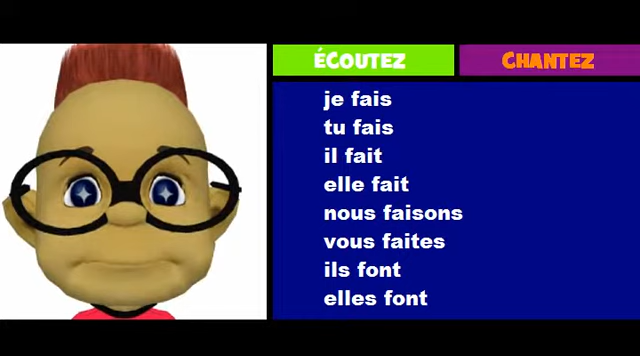 ÉCOUTEZ
CHANTEZ
je fais
tu fais
il fait
elle fait
nous faisons
vous faites
ils font
elles font